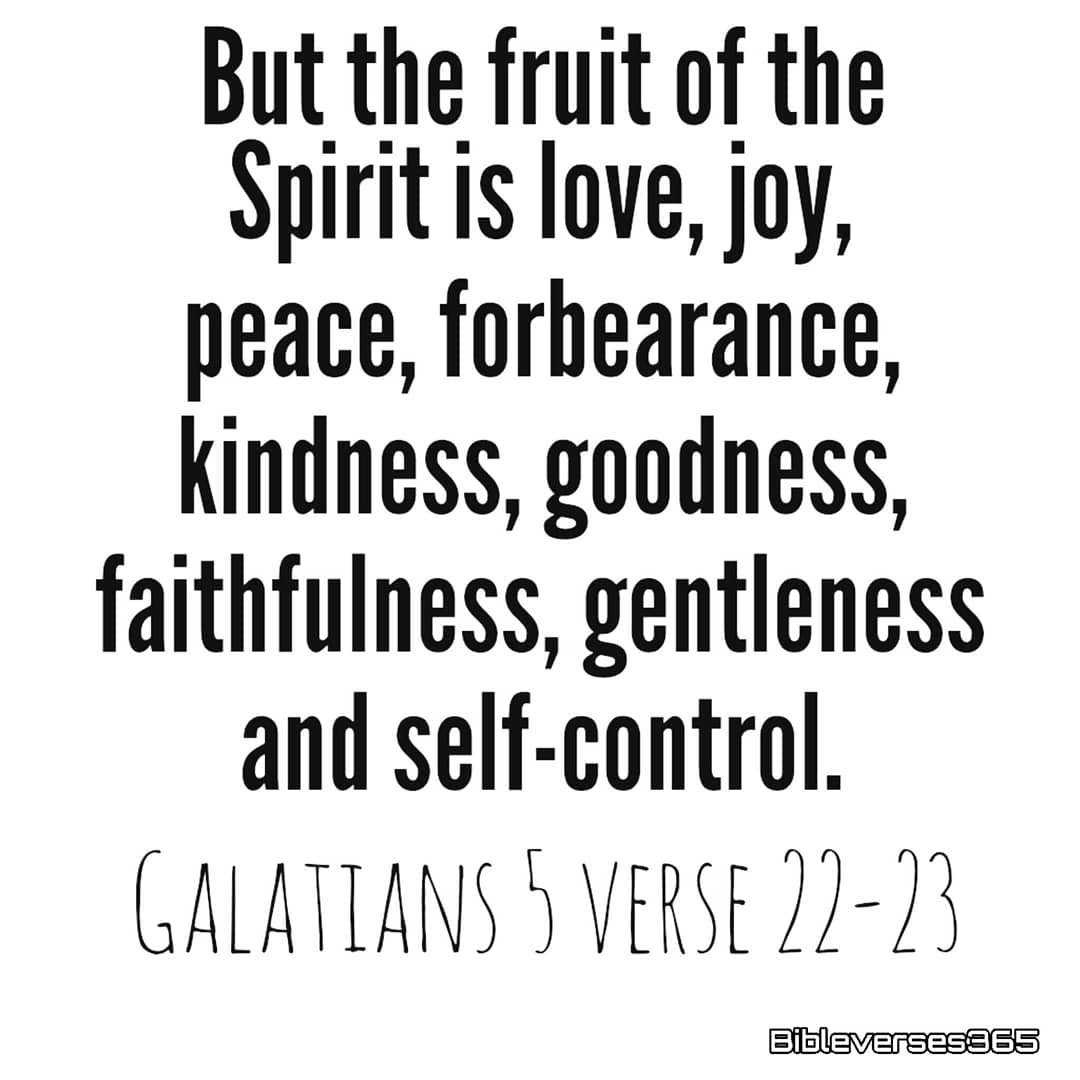 But the fruit of the
Spirit is love, joy,
peace, forbearance,
kindness, goodness,
faithfulness, gentleness
and self-control.
GALATIANS 5 VERSE 22-23
Bibleverses365